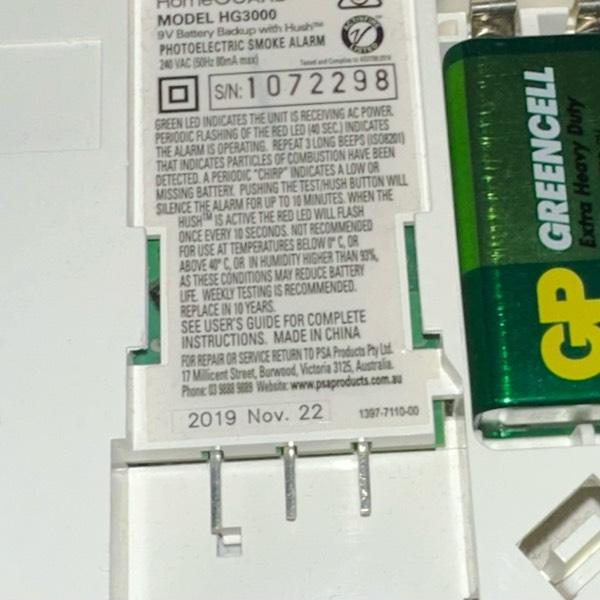 HomeGUARD
MODEL HG3000
9V Battery Backup with Hush™
PHOTOELECTRIC SMOKE ALARM
240 VAC (50Hz 80mA max)
S/N: 1072298
GREEN LED INDICATES THE UNIT IS RECEIVING AC POWER.
PERIODIC FLASHING OF THE RED LED (40 SEC.) INDICATES
THE ALARM IS OPERATING. REPEAT 3 LONG BEEPS (ISO8201)
THAT INDICATES PARTICLES OF COMBUSTION HAVE BEEN
DETECTED. A PERIODIC "CHIRP" INDICATES A LOW OR
MISSING BATTERY. PUSHING THE TEST/HUSH BUTTON WILL
SILENCE THE ALARM FOR UP TO 10 MINUTES. WHEN THE
HUSH™ IS ACTIVE THE RED LED WILL FLASH
ONCE EVERY 10 SECONDS. NOT RECOMMENDED
FOR USE AT TEMPERATURES BELOW 0° C, OR
ABOVE 40° C, OR IN HUMIDITY HIGHER THAN 93%,
AS THESE CONDITIONS MAY REDUCE BATTERY
LIFE. WEEKLY TESTING IS RECOMMENDED.
REPLACE IN 10 YEARS.
SEE USER'S GUIDE FOR COMPLETE
INSTRUCTIONS. MADE IN CHINA
FOR REPAIR OR SERVICE RETURN TO PSA Products Pty Ltd.
17 Millicent Street, Burwood, Victoria 3125, Australia.
Phone: 03 9888 9889 Website: www.psaproducts.com.au
2019 Nov. 22
1397-7110-00
GP GREENCELL
Extra Heavy Duty